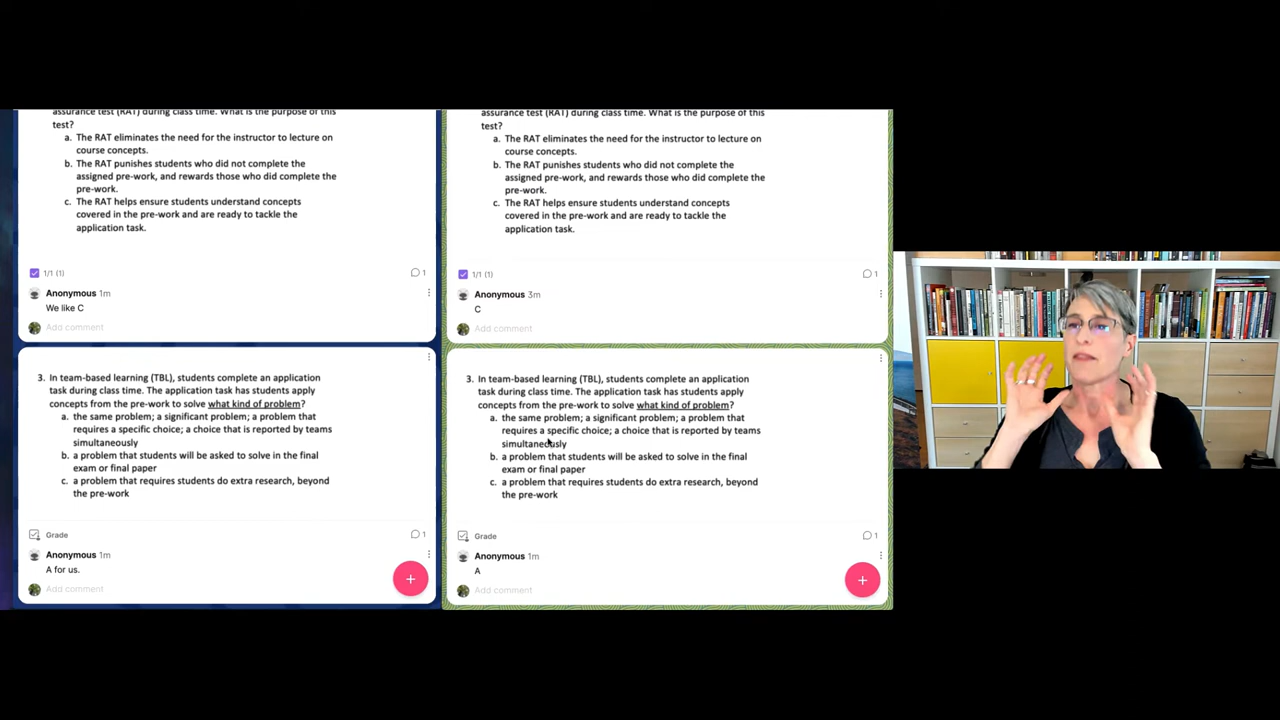 assurance test (RAT) during class time. What is the purpose of this
test?
a. The RAT eliminates the need for the instructor to lecture on
course concepts.
b. The RAT punishes students who did not complete the
assigned pre-work, and rewards those who did complete the
pre-work.
c. The RAT helps ensure students understand concepts
covered in the pre-work and are ready to tackle the
application task.
1/1 (1)
1
Anonymous 1m
We like C
Add comment
3. In team-based learning (TBL), students complete an application
task during class time. The application task has students apply
concepts from the pre-work to solve what kind of problem?
a. the same problem; a significant problem; a problem that
requires a specific choice; a choice that is reported by teams
simultaneously
b. a problem that students will be asked to solve in the final
exam or final paper
c. a problem that requires students do extra research, beyond
the pre-work
Grade
1
Anonymous 1m
A for us.
Add comment
assurance test (RAT) during class time. What is the purpose of this
test?
a. The RAT eliminates the need for the instructor to lecture on
course concepts.
b. The RAT punishes students who did not complete the
assigned pre-work, and rewards those who did complete the
pre-work.
c. The RAT helps ensure students understand concepts
covered in the pre-work and are ready to tackle the
application task.
1/1 (1)
1
Anonymous 3m
C
Add comment
3. In team-based learning (TBL), students complete an application
task during class time. The application task has students apply
concepts from the pre-work to solve what kind of problem?
a. the same problem; a significant problem; a problem that
requires a specific choice; a choice that is reported by teams
simultaneously
b. a problem that students will be asked to solve in the final
exam or final paper
c. a problem that requires students do extra research, beyond
the pre-work
Grade
1
Anonymous 1m
A
Add comment